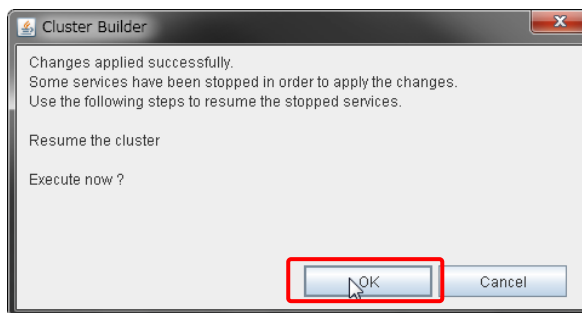 Cluster Builder
Changes applied successfully.
Some services have been stopped in order to apply the changes.
Use the following steps to resume the stopped services.
Resume the cluster
Execute now ?
OK
Cancel